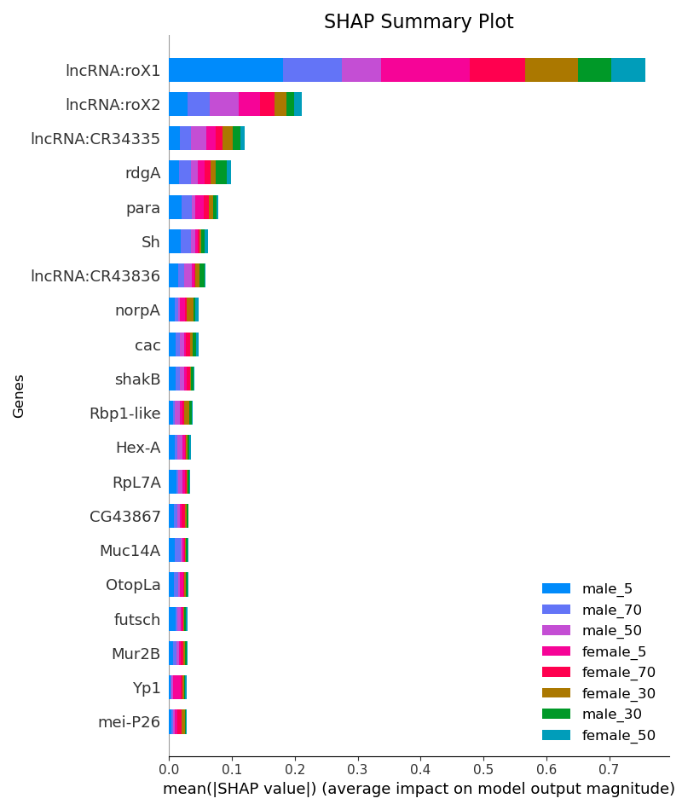 SHAP Summary Plot
Genes
lncRNA:roX1
lncRNA:roX2
lncRNA:CR34335
rdgA
para
Sh
lncRNA:CR43836
norpA
cac
shakB
Rbp1-like
Hex-A
RpL7A
CG43867
Muc14A
OtopLa
futsch
Mur2B
Yp1
mei-P26
male_5
male_70
male_50
female_5
female_70
female_30
male_30
female_50
0.0 0.1 0.2 0.3 0.4 0.5 0.6 0.7
mean(|SHAP value|) (average impact on model output magnitude)